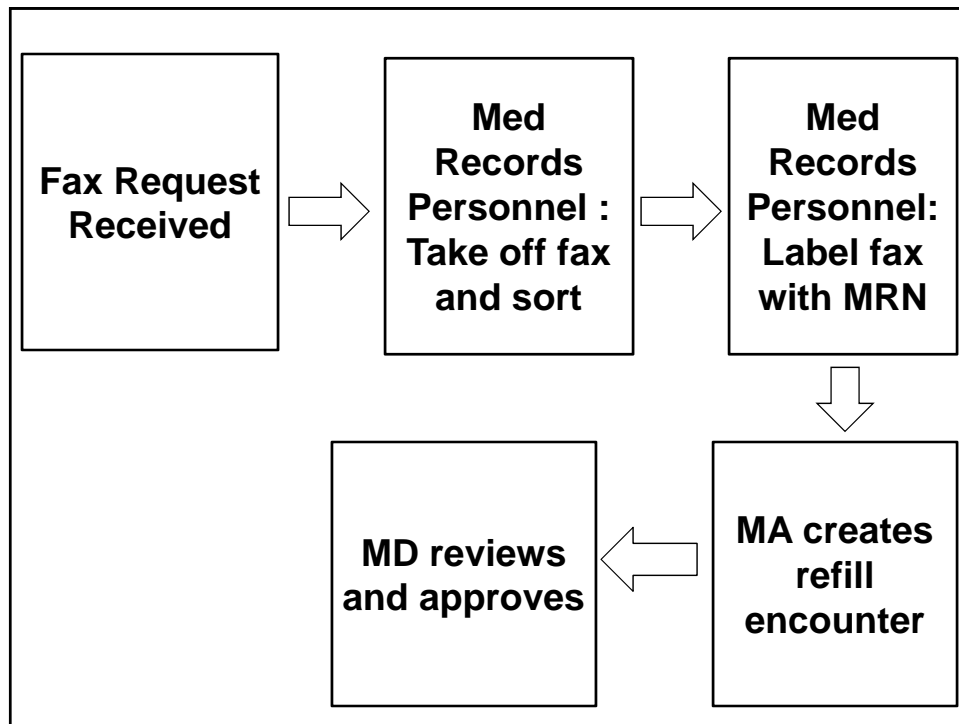 Fax Request
Received
Med
Records
Personnel :
Take off fax
and sort
Med
Records
Personnel:
Label fax
with MRN
MA creates
refill
encounter
MD reviews
and approves